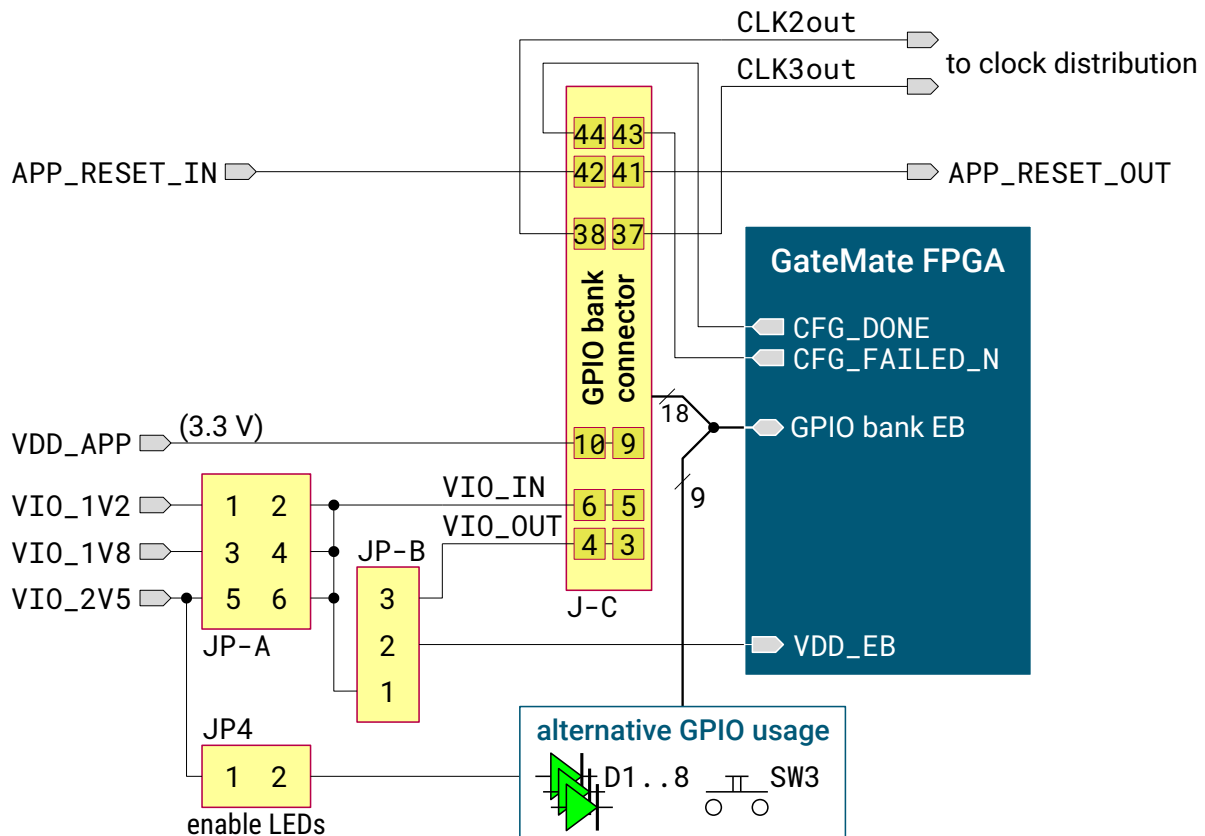 CLK2out
to clock distribution
CLK3out
44 43
APP_RESET_IN
42 41
APP_RESET_OUT
38 37
GateMate FPGA
GPIO bank
connector
CFG_DONE
CFG_FAILED_N
18
GPIO bank EB
(3.3 V)
VDD_APP
10 9
9
VIO_IN
VIO_1V2
1 2
6 5
VIO_OUT
4 3
VIO_1V8
3 4
JP-B
VIO_2V5
5 6
3
J-C
JP-A
2
VDD_EB
1
JP4
alternative GPIO usage
1 2
D1..8
SW3
enable LEDs